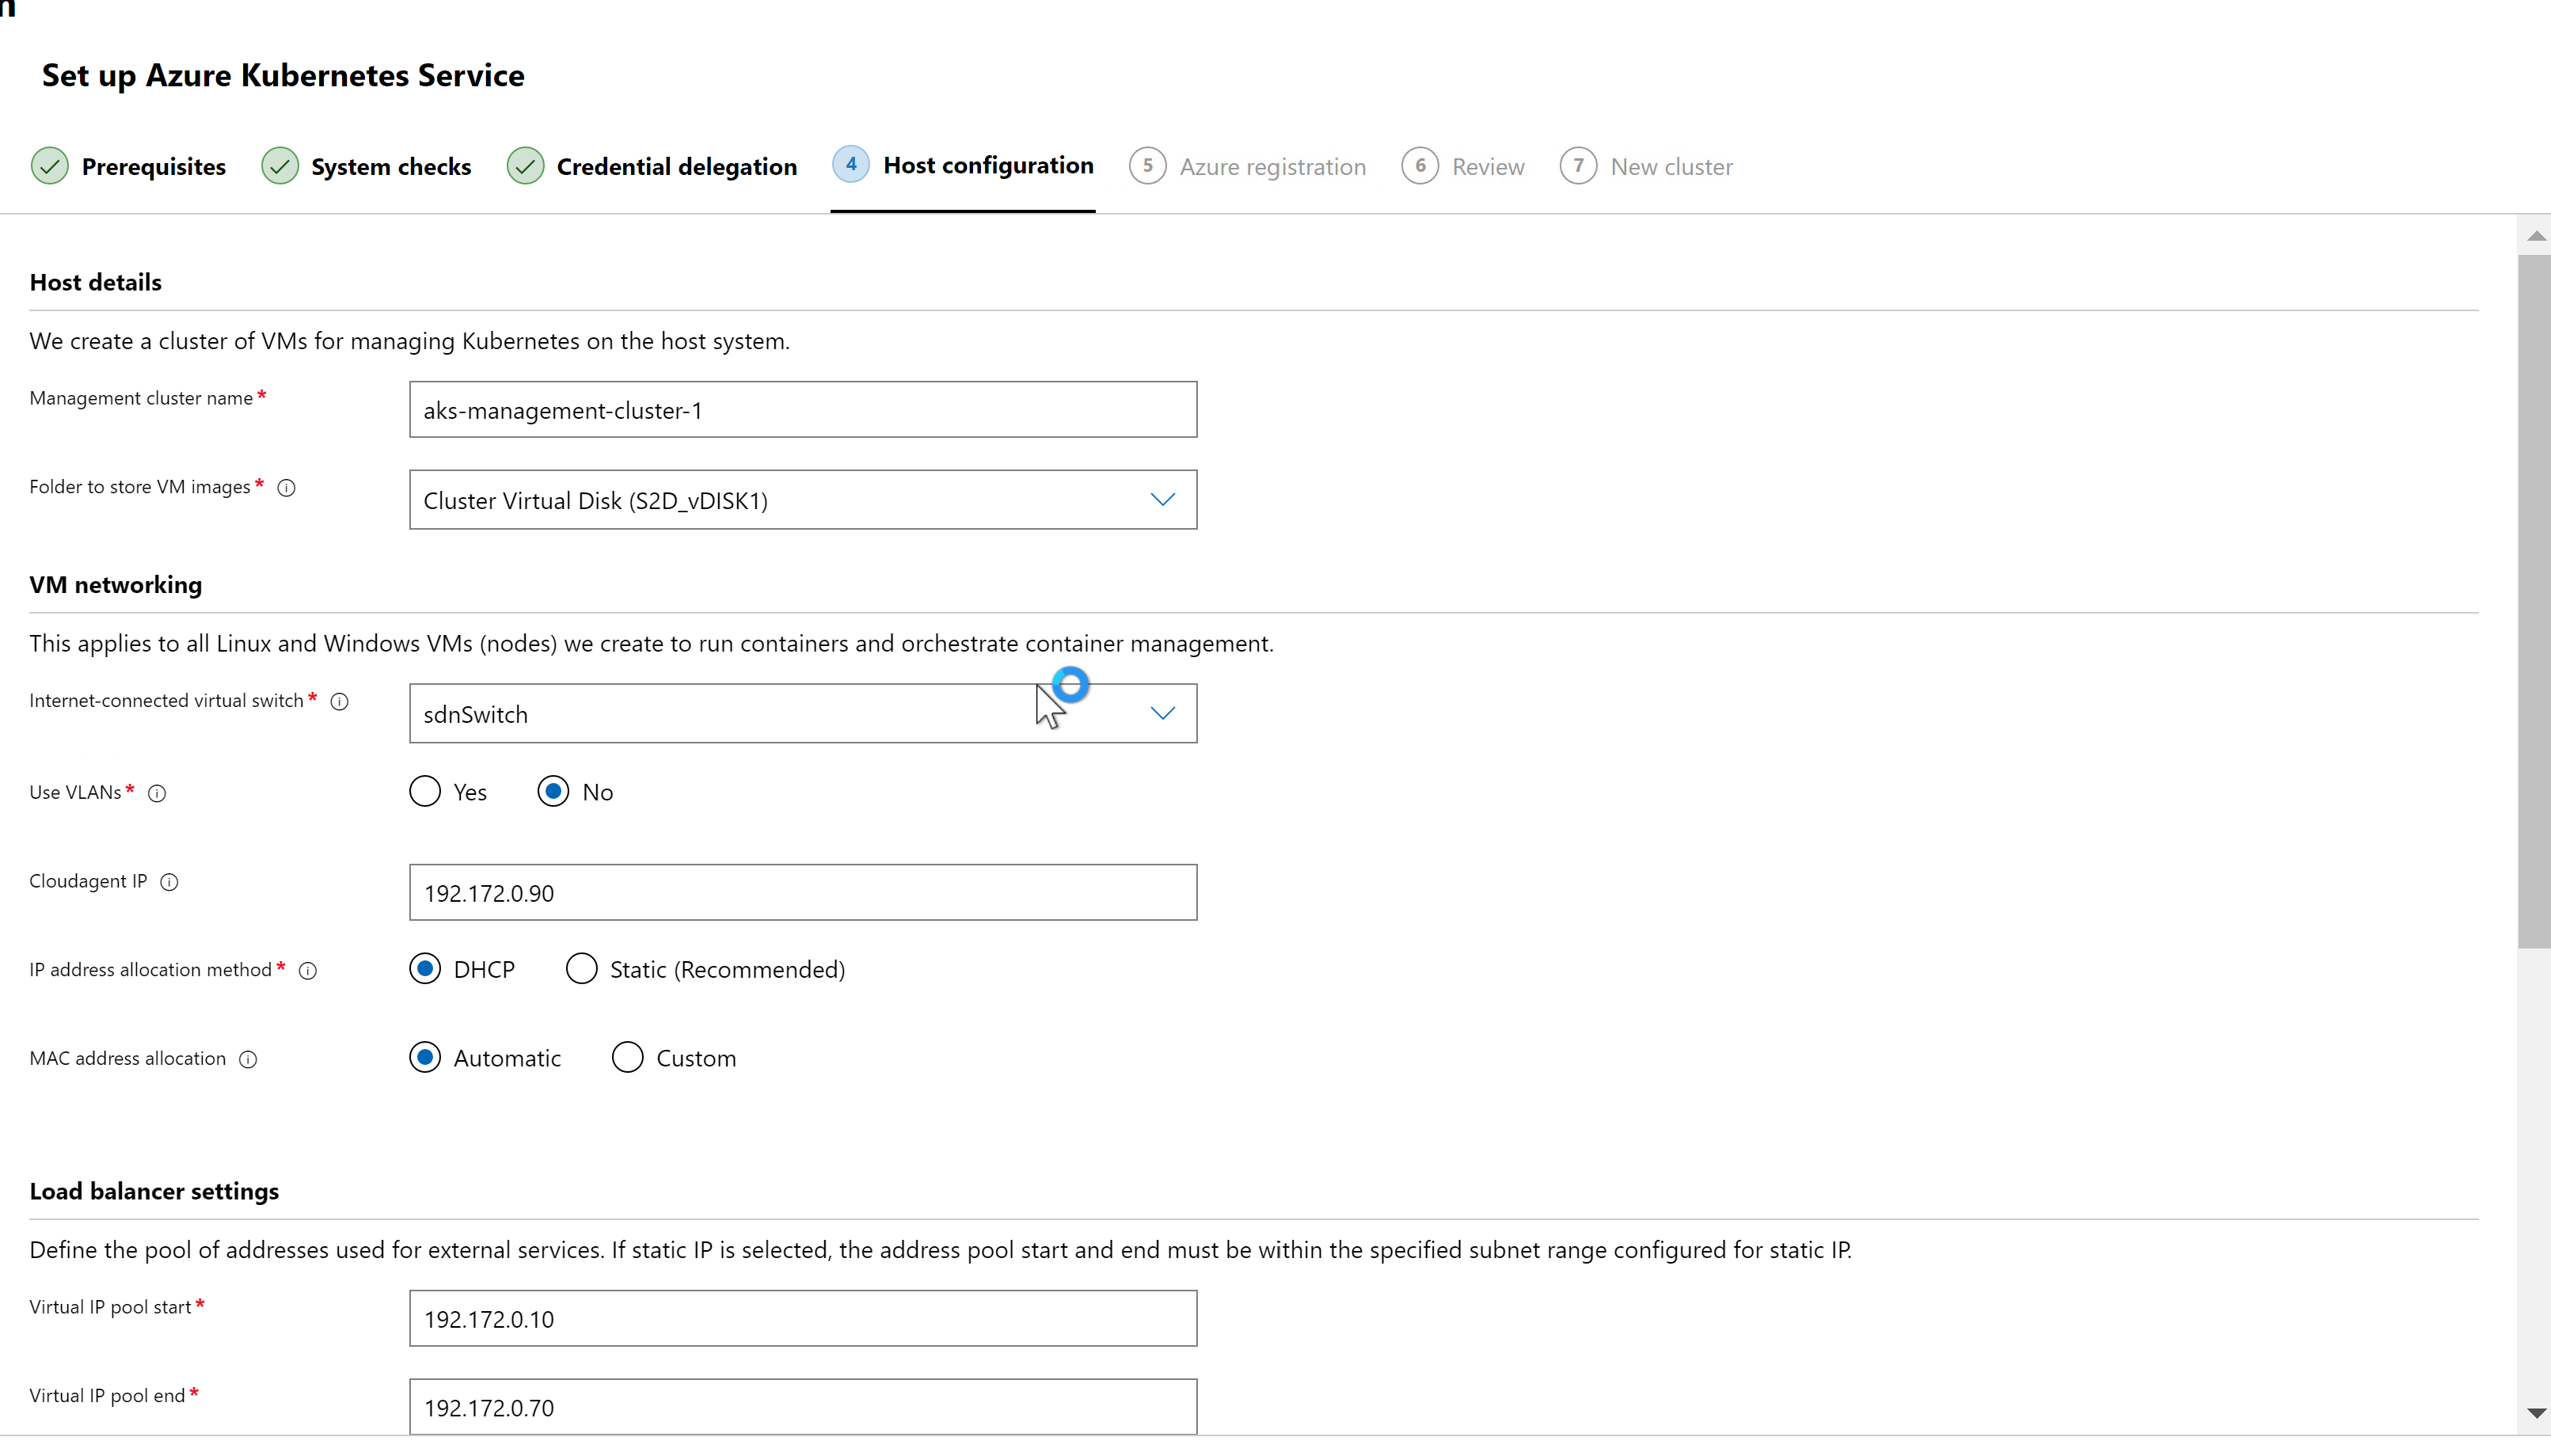 Set up Azure Kubernetes Service
Prerequisites System checks Credential delegation 4 Host configuration 5 Azure registration 6 Review 7 New cluster
Host details
We create a cluster of VMs for managing Kubernetes on the host system.
Management cluster name* aks-management-cluster-1
Folder to store VM images* Cluster Virtual Disk (S2D_vDISK1)
VM networking
This applies to all Linux and Windows VMs (nodes) we create to run containers and orchestrate container management.
Internet-connected virtual switch* sdnSwitch
Use VLANs* Yes No
Cloudagent IP 192.172.0.90
IP address allocation method* DHCP Static (Recommended)
MAC address allocation Automatic Custom
Load balancer settings
Define the pool of addresses used for external services. If static IP is selected, the address pool start and end must be within the specified subnet range configured for static IP.
Virtual IP pool start* 192.172.0.10
Virtual IP pool end* 192.172.0.70